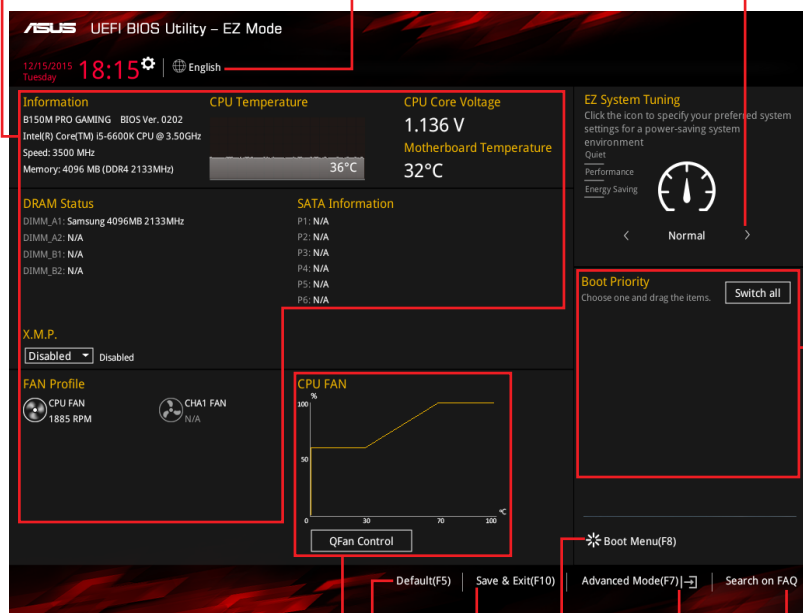 ASUS UEFI BIOS Utility – EZ Mode
12/15/2015
Tuesday
18:15
English
Information
B150M PRO GAMING BIOS Ver. 0202
Intel(R) Core(TM) i5-6600K CPU @ 3.50GHz
Speed: 3500 MHz
Memory: 4096 MB (DDR4 2133MHz)
CPU Temperature
36°C
CPU Core Voltage
1.136 V
Motherboard Temperature
32°C
EZ System Tuning
Click the icon to specify your preferred system
settings for a power-saving system
environment
Quiet
Performance
Energy Saving
Normal
DRAM Status
DIMM_A1: Samsung 4096MB 2133MHz
DIMM_A2: N/A
DIMM_B1: N/A
DIMM_B2: N/A
SATA Information
P1: N/A
P2: N/A
P3: N/A
P4: N/A
P5: N/A
P6: N/A
Boot Priority
Choose one and drag the items.
Switch all
X.M.P.
Disabled Disabled
FAN Profile
CPU FAN
1885 RPM
CHA1 FAN
N/A
CPU FAN
%
100
50
0 30 70 100
°C
QFan Control
Boot Menu(F8)
Default(F5) Save & Exit(F10) Advanced Mode(F7) Search on FAQ